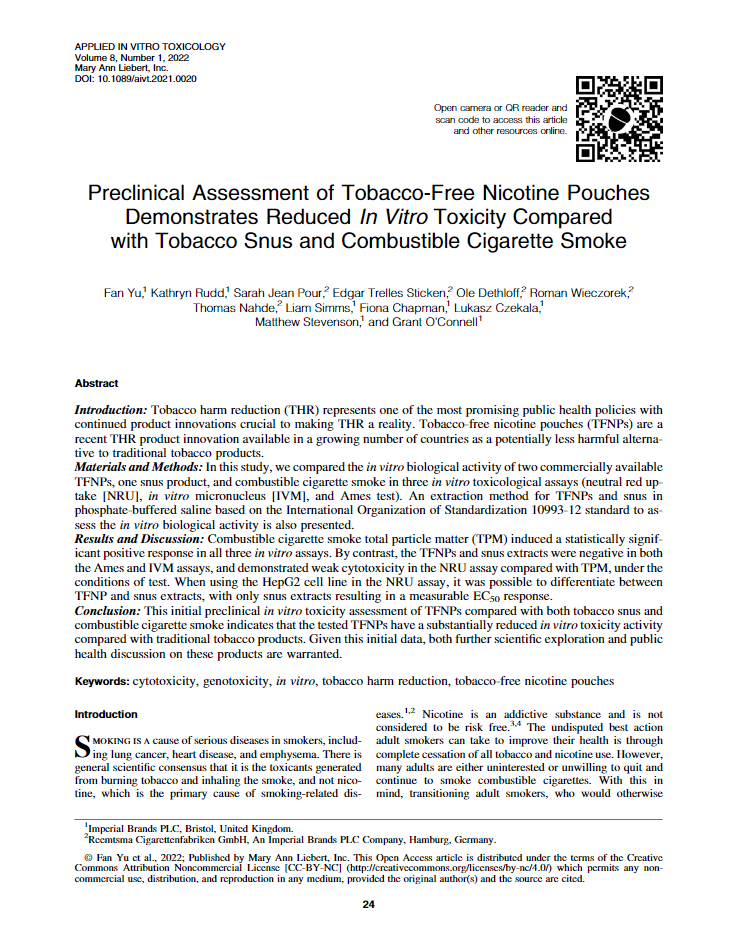 APPLIED IN VITRO TOXICOLOGY
Volume 8, Number 1, 2022
Mary Ann Liebert, Inc.
DOI: 10.1089/aivt.2021.0020
Open camera or QR reader and
scan code to access this article
and other resources online.
Preclinical Assessment of Tobacco-Free Nicotine Pouches
Demonstrates Reduced In Vitro Toxicity Compared
with Tobacco Snus and Combustible Cigarette Smoke
Fan Yu,1 Kathryn Rudd,1 Sarah Jean Pour,2 Edgar Trelles Sticken,2 Ole Dethloff,2 Roman Wieczorek,2
Thomas Nahde,2 Liam Simms,1 Fiona Chapman,1 Lukasz Czekala,1
Matthew Stevenson,1 and Grant O'Connell1
Abstract
Introduction: Tobacco harm reduction (THR) represents one of the most promising public health policies with
continued product innovations crucial to making THR a reality. Tobacco-free nicotine pouches (TFNPs) are a
recent THR product innovation available in a growing number of countries as a potentially less harmful alterna-
tive to traditional tobacco products.
Materials and Methods: In this study, we compared the in vitro biological activity of two commercially available
TFNPs, one snus product, and combustible cigarette smoke in three in vitro toxicological assays (neutral red up-
take [NRU], in vitro micronucleus [IVM], and Ames test). An extraction method for TFNPs and snus in
phosphate-buffered saline based on the International Organization of Standardization 10993-12 standard to as-
sess the in vitro biological activity is also presented.
Results and Discussion: Combustible cigarette smoke total particle matter (TPM) induced a statistically signif-
icant positive response in all three in vitro assays. By contrast, the TFNPs and snus extracts were negative in both
the Ames and IVM assays, and demonstrated weak cytotoxicity in the NRU assay compared with TPM, under the
conditions of test. When using the HepG2 cell line in the NRU assay, it was possible to differentiate between
TFNP and snus extracts, with only snus extracts resulting in a measurable EC50 response.
Conclusion: This initial preclinical in vitro toxicity assessment of TFNPs compared with both tobacco snus and
combustible cigarette smoke indicates that the tested TFNPs have a substantially reduced in vitro toxicity activity
compared with traditional tobacco products. Given this initial data, both further scientific exploration and public
health discussion on these products are warranted.
Keywords: cytotoxicity, genotoxicity, in vitro, tobacco harm reduction, tobacco-free nicotine pouches
Introduction
SMOKING IS A cause of serious diseases in smokers, includ-
ing lung cancer, heart disease, and emphysema. There is
general scientific consensus that it is the toxicants generated
from burning tobacco and inhaling the smoke, and not nico-
tine, which is the primary cause of smoking-related dis-
eases.1,2 Nicotine is an addictive substance and is not
considered to be risk free.3,4 The undisputed best action
adult smokers can take to improve their health is through
complete cessation of all tobacco and nicotine use. However,
many adults are either uninterested or unwilling to quit and
continue to smoke combustible cigarettes. With this in
mind, transitioning adult smokers, who would otherwise
1Imperial Brands PLC, Bristol, United Kingdom.
2Reemtsma Cigarettenfabriken GmbH, An Imperial Brands PLC Company, Hamburg, Germany.
© Fan Yu et al., 2022; Published by Mary Ann Liebert, Inc. This Open Access article is distributed under the terms of the Creative
Commons Attribution Noncommercial License [CC-BY-NC] (http://creativecommons.org/licenses/by-nc/4.0/) which permits any non-
commercial use, distribution, and reproduction in any medium, provided the original author(s) and the source are cited.
24